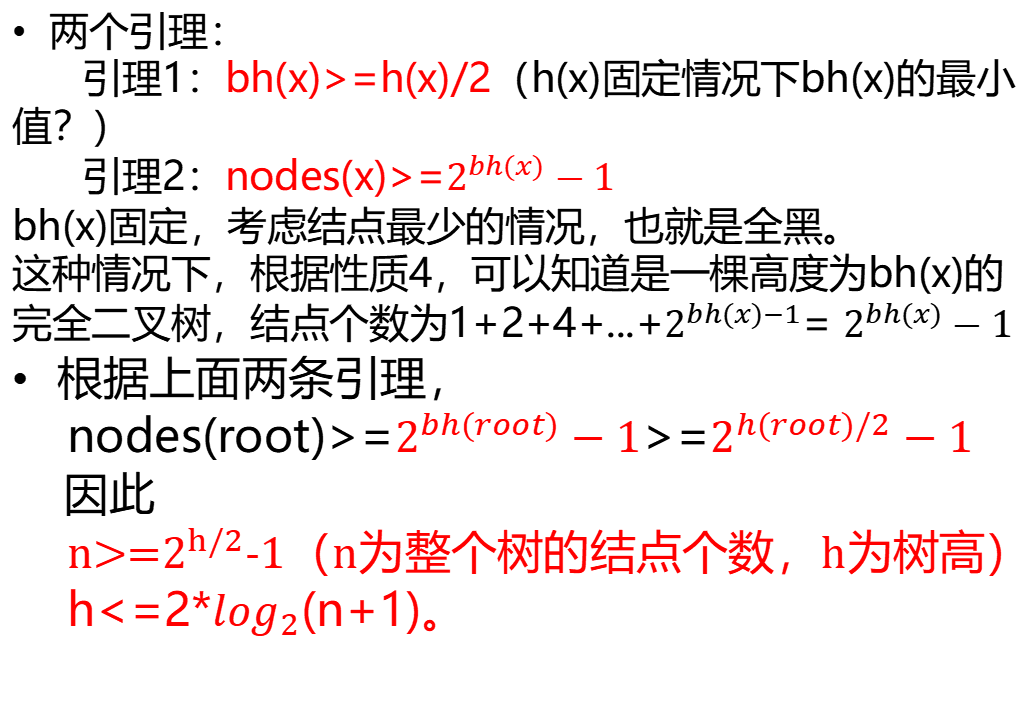 • 两个引理：
引理1：bh(x)>=h(x)/2（h(x)固定情况下bh(x)的最小
值？）
引理2：nodes(x)>=2^{bh(x)} − 1
bh(x)固定，考虑结点最少的情况，也就是全黑。
这种情况下，根据性质4，可以知道是一棵高度为bh(x)的
完全二叉树，结点个数为1+2+4+...+2^{bh(x)−1}= 2^{bh(x)} − 1
• 根据上面两条引理，
nodes(root)>=2^{bh(root)} − 1>=2^{h(root)/2} − 1
因此
n>=2^{h/2}-1（n为整个树的结点个数，h为树高）
h<=2*log_2(n+1)。